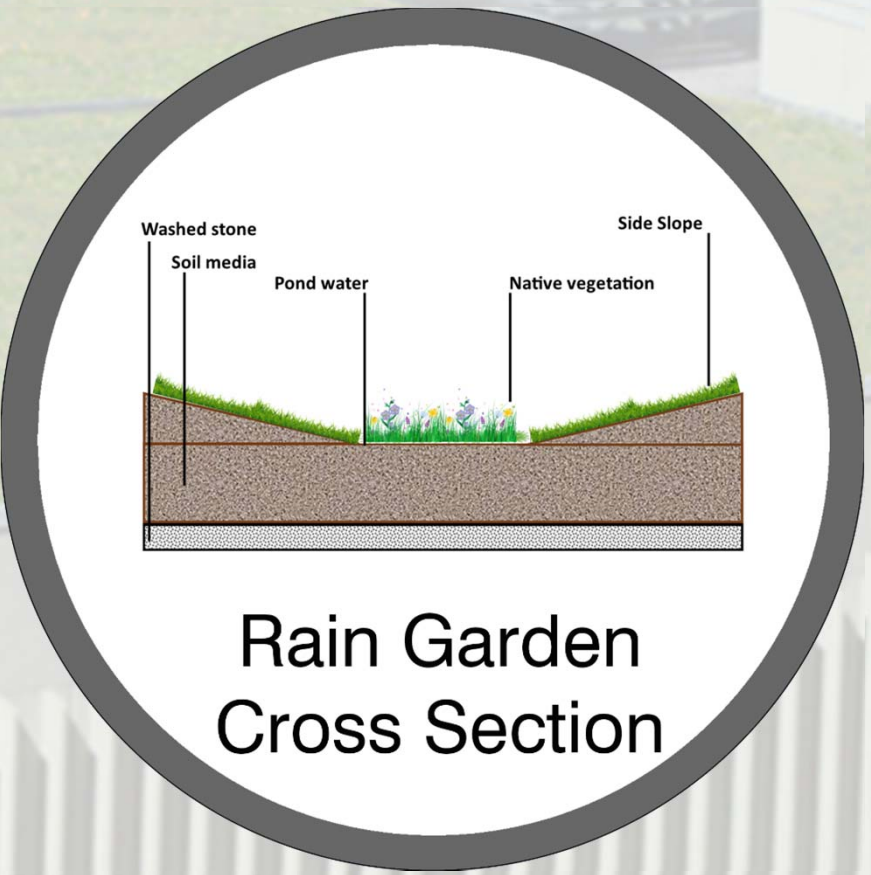 Washed stone
Side Slope
Soil media
Pond water
Native vegetation
Rain Garden
Cross Section